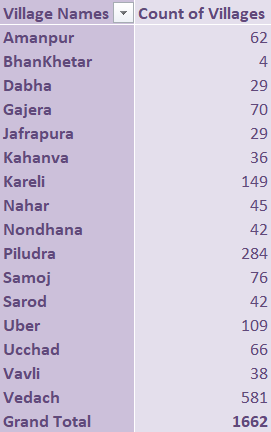 Village Names Count of Villages
Amanpur 62
BhanKhetar 4
Dabha 29
Gajera 70
Jafrapura 29
Kahanva 36
Kareli 149
Nahar 45
Nondhana 42
Piludra 284
Samoj 76
Sarod 42
Uber 109
Ucchad 66
Vavli 38
Vedach 581
Grand Total 1662